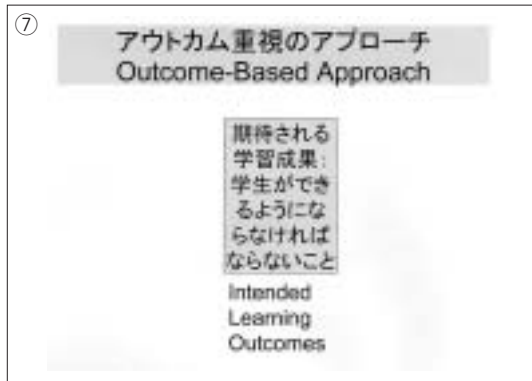 ⑦
アウトカム重視のアプローチ
Outcome-Based Approach
期待される
学習成果：
学生ができ
るようにな
らなければ
ならないこと
Intended
Learning
Outcomes